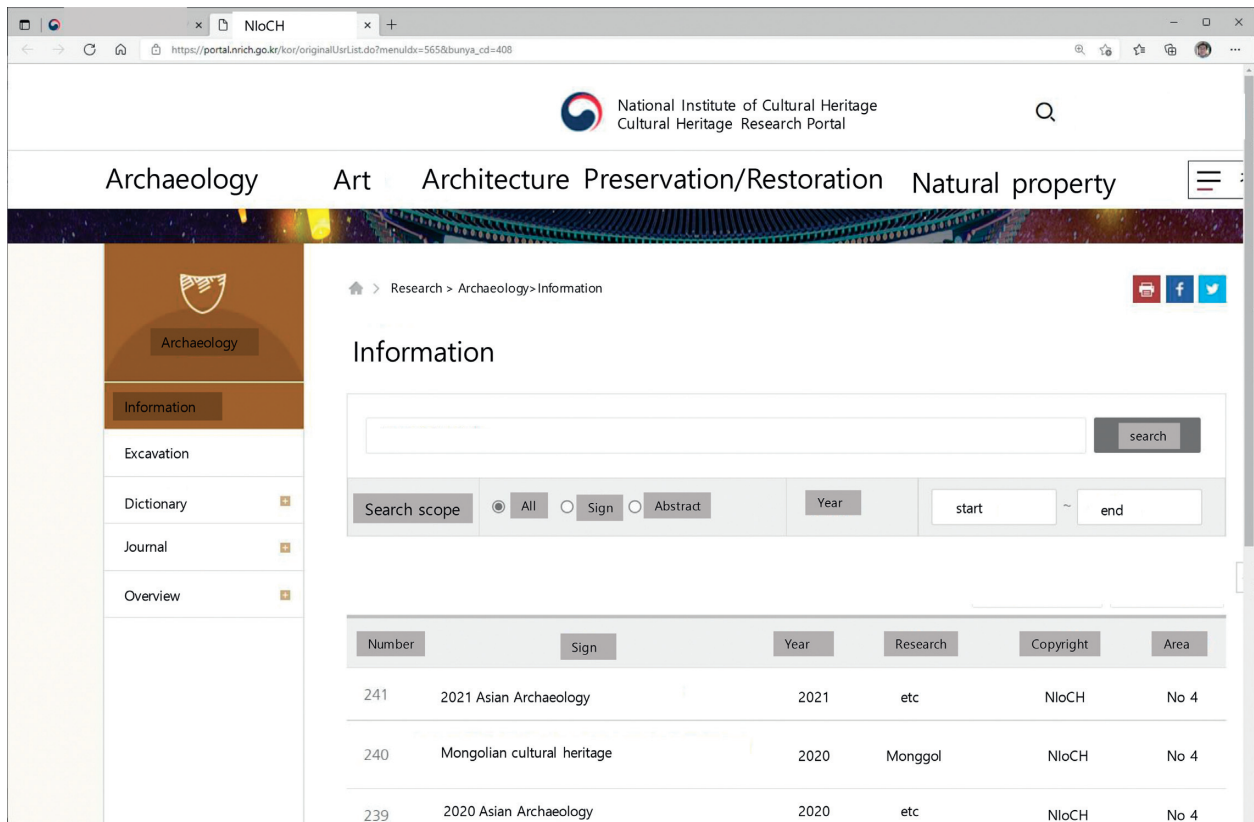 NIoCH
https://portal.nrich.go.kr/kor/originalUsrList.do?menuIdx=565&bunya_cd=408
National Institute of Cultural Heritage
Cultural Heritage Research Portal
Archaeology Art Architecture Preservation/Restoration Natural property
Archaeology
Information
Excavation
Dictionary
Journal
Overview
> Research > Archaeology>Information
Information
search
Search scope All Sign Abstract Year start ~ end
Number Sign Year Research Copyright Area
241 2021 Asian Archaeology 2021 etc NIoCH No 4
240 Mongolian cultural heritage 2020 Monggol NIoCH No 4
239 2020 Asian Archaeology 2020 etc NIoCH No 4